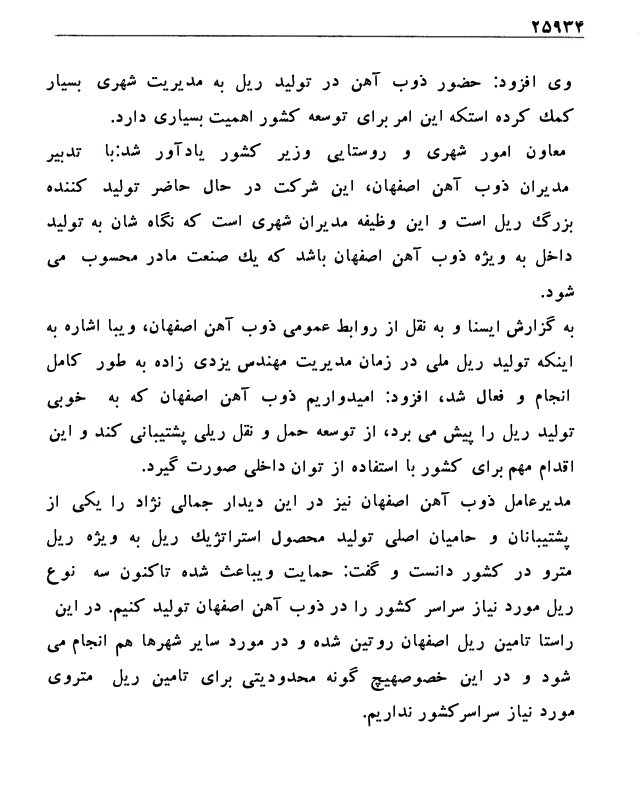 ۲۵۹۳۴
وی افزود: حضور ذوب آهن در تولید ریل به مدیریت شهری بسیار
کمك کرده استکه این امر برای توسعه کشور اهمیت بسیاری دارد.
معاون امور شهری و روستایی وزیر کشور یادآور شد:با تدبیر
مدیران ذوب آهن اصفهان، این شرکت در حال حاضر تولید کننده
بزرگ ریل است و این وظیفه مدیران شهری است که نگاه شان به تولید
داخل به ویژه ذوب آهن اصفهان باشد که یك صنعت مادر محسوب می
شود.
به گزارش ایسنا و به نقل از روابط عمومی ذوب آهن اصفهان، ویبا اشاره به
اینکه تولید ریل ملی در زمان مدیریت مهندس یزدی زاده به طور کامل
انجام و فعال شد، افزود: امیدواریم ذوب آهن اصفهان که به خوبی
تولید ریل را پیش می برد، از توسعه حمل و نقل ریلی پشتیبانی کند و این
اقدام مهم برای کشور با استفاده از توان داخلی صورت گیرد.
مدیرعامل ذوب آهن اصفهان نیز در این دیدار جمالی نژاد را یکی از
پشتیبانان و حامیان اصلی تولید محصول استراتژیك ریل به ویژه ریل
مترو در کشور دانست و گفت: حمایت ویباعث شده تاکنون سه نوع
ریل مورد نیاز سراسر کشور را در ذوب آهن اصفهان تولید کنیم. در این
راستا تامین ریل اصفهان روتین شده و در مورد سایر شهرها هم انجام می
شود و در این خصوصهیچ گونه محدودیتی برای تامین ریل متروی
مورد نیاز سراسرکشور نداریم.